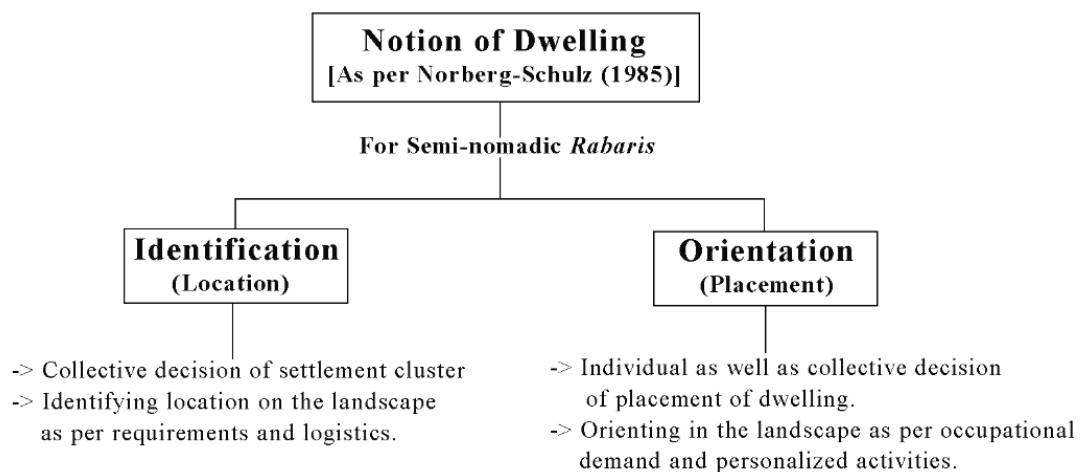 Notion of Dwelling
[As per Norberg-Schulz (1985)]
For Semi-nomadic Rabaris
Identification
(Location)
Orientation
(Placement)
-> Collective decision of settlement cluster
-> Identifying location on the landscape
as per requirements and logistics.
-> Individual as well as collective decision
of placement of dwelling.
-> Orienting in the landscape as per occupational
demand and personalized activities.